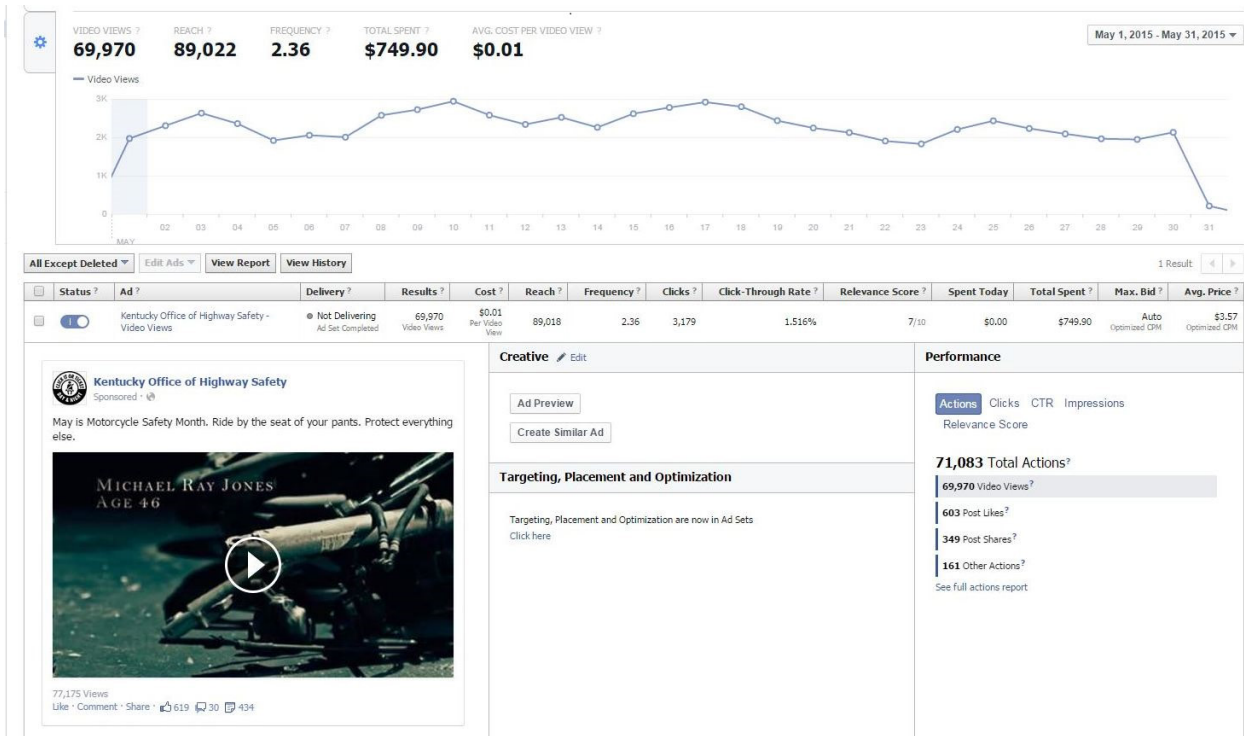 VIDEO VIEWS ? REACH ? FREQUENCY ? TOTAL SPENT ? AVG. COST PER VIDEO VIEW ?
69,970 89,022 2.36 $749.90 $0.01
May 1, 2015 - May 31, 2015
Video Views
3K
2K
1K
0
02 03 04 05 06 07 08 09 10 11 12 13 14 15 16 17 18 19 20 21 22 23 24 25 26 27 28 29 30 31
MAY
All Except Deleted Edit Ads View Report View History 1 Result
Status ? Ad ? Delivery ? Results ? Cost ? Reach ? Frequency ? Clicks ? Click-Through Rate ? Relevance Score ? Spent Today Total Spent ? Max. Bid ? Avg. Price ?
Kentucky Office of Highway Safety - Video Views
Not Delivering
Ad Set Completed
69,970
Video Views
$0.01
Per Video
View
89,018 2.36 3,179 1.516% 7/10 $0.00 $749.90
Auto
Optimized CPM
$3.57
Optimized CPM
Kentucky Office of Highway Safety
Sponsored ·
May is Motorcycle Safety Month. Ride by the seat of your pants. Protect everything
else.
MICHAEL RAY JONES
AGE 46
77,175 Views
Like · Comment · Share · 619 30 434
Creative Edit
Ad Preview
Create Similar Ad
Targeting, Placement and Optimization
Targeting, Placement and Optimization are now in Ad Sets
Click here
Performance
Actions Clicks CTR Impressions
Relevance Score
71,083 Total Actions?
69,970 Video Views?
603 Post Likes?
349 Post Shares?
161 Other Actions?
See full actions report